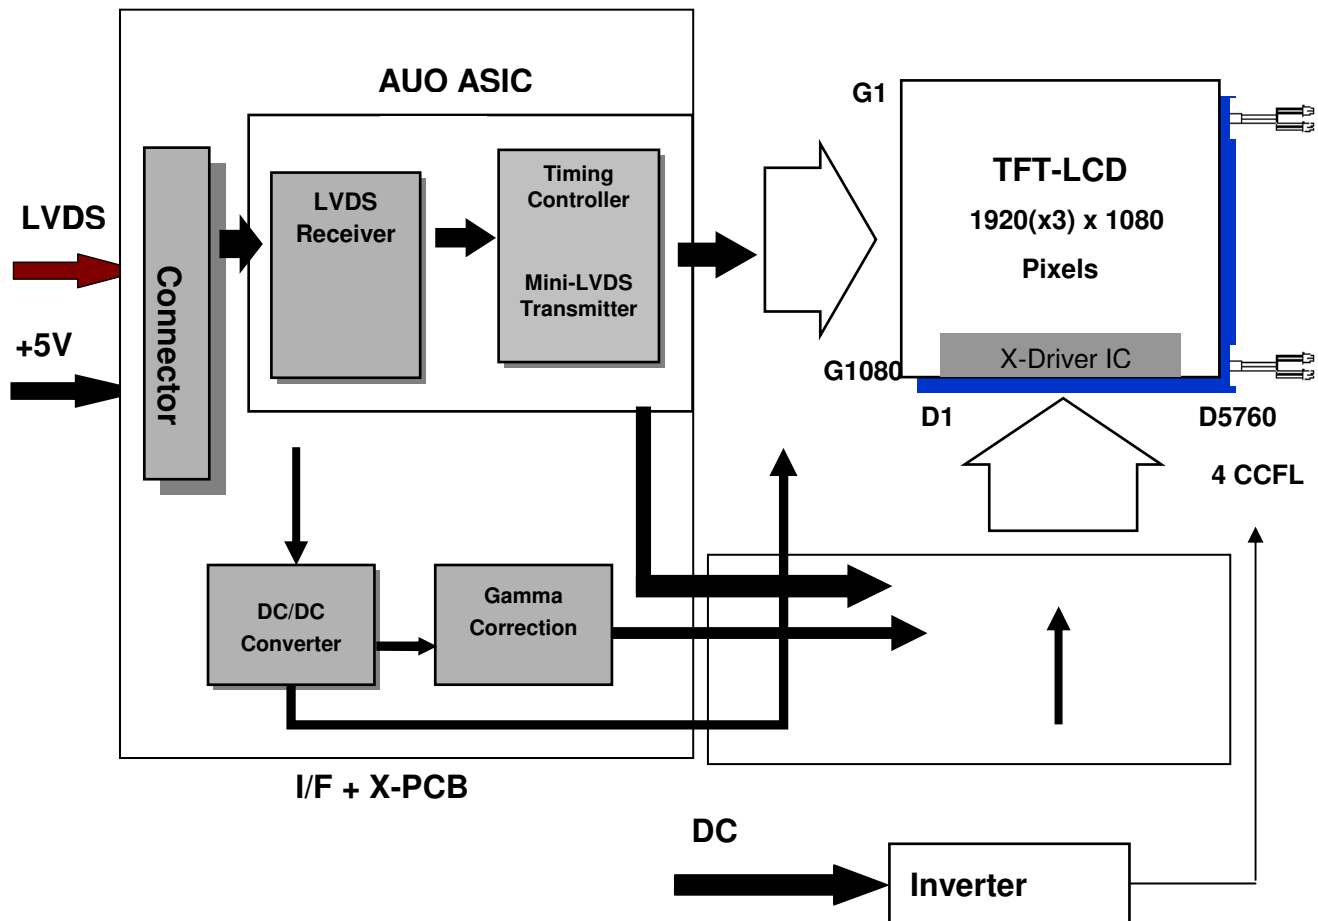 AUO ASIC
G1
LVDS
+5V
Connector
LVDS
Receiver
Timing
Controller
Mini-LVDS
Transmitter
TFT-LCD
1920(x3) x 1080
Pixels
X-Driver IC
G1080
D1
D5760
4 CCFL
DC/DC
Converter
Gamma
Correction
I/F + X-PCB
DC
Inverter